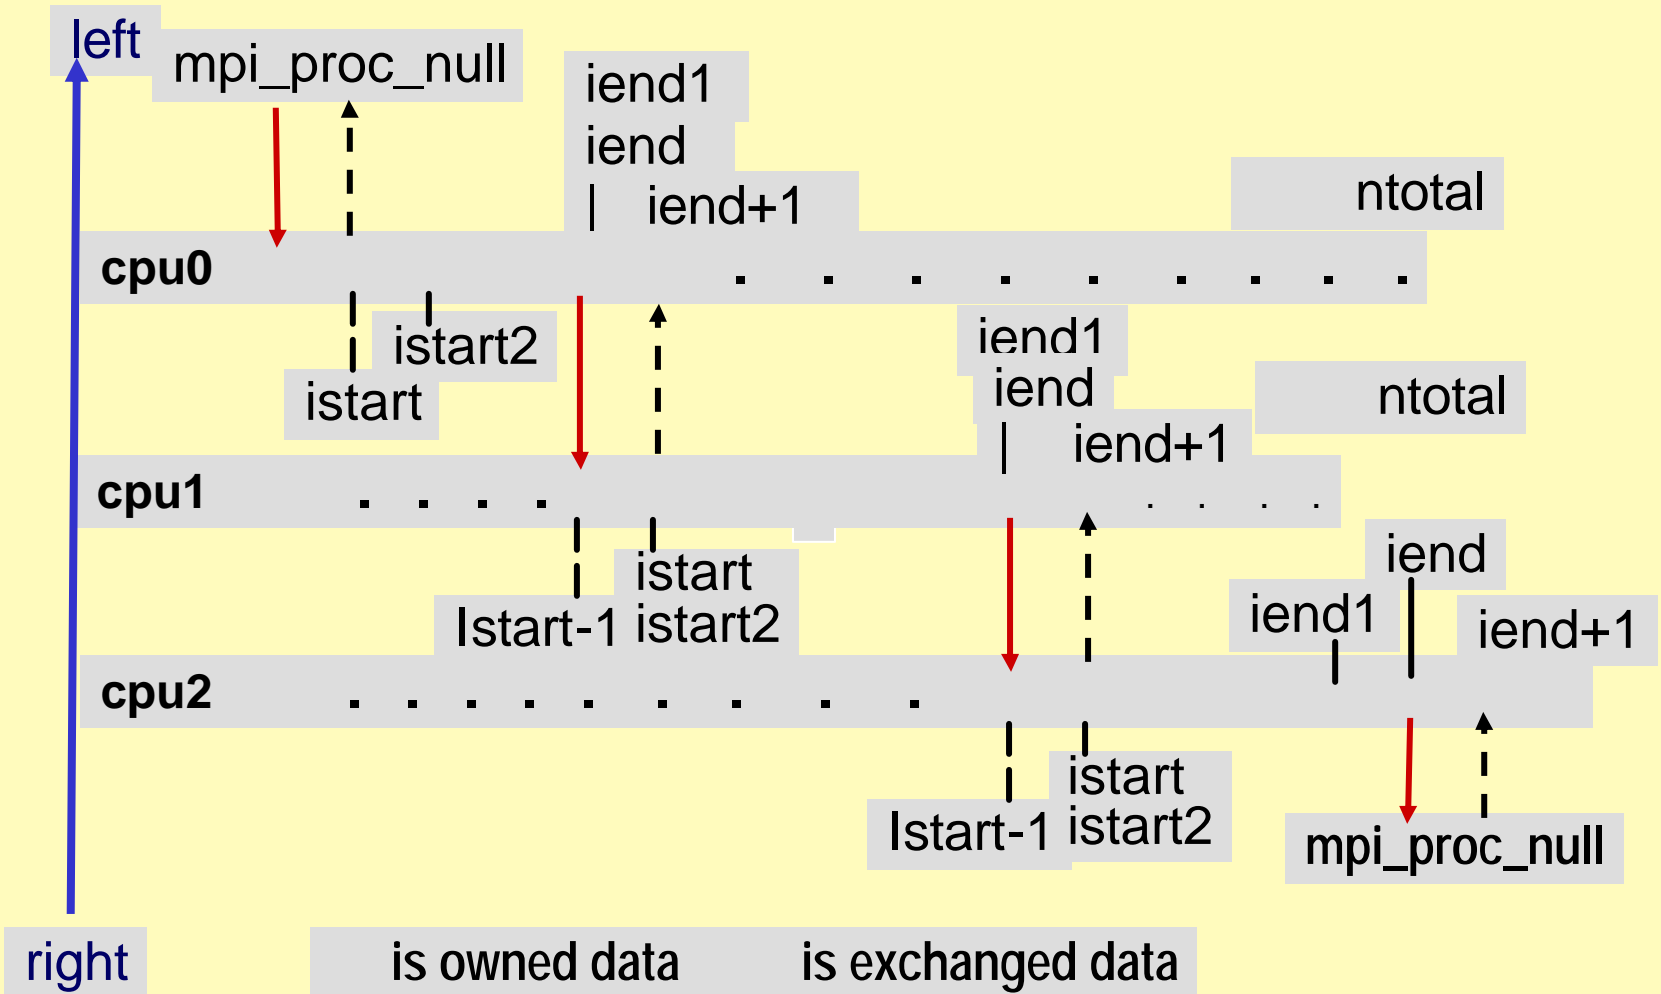 left
mpi_proc_null
iend1
iend
| iend+1
ntotal
cpu0 . . . . . . . . .
istart2
istart
iend1
iend
| iend+1
ntotal
cpu1 . . . . . . . .
istart
Istart-1 istart2
iend
iend1
iend+1
cpu2 . . . . . . . . .
istart
Istart-1 istart2
mpi_proc_null
right
is owned data is exchanged data